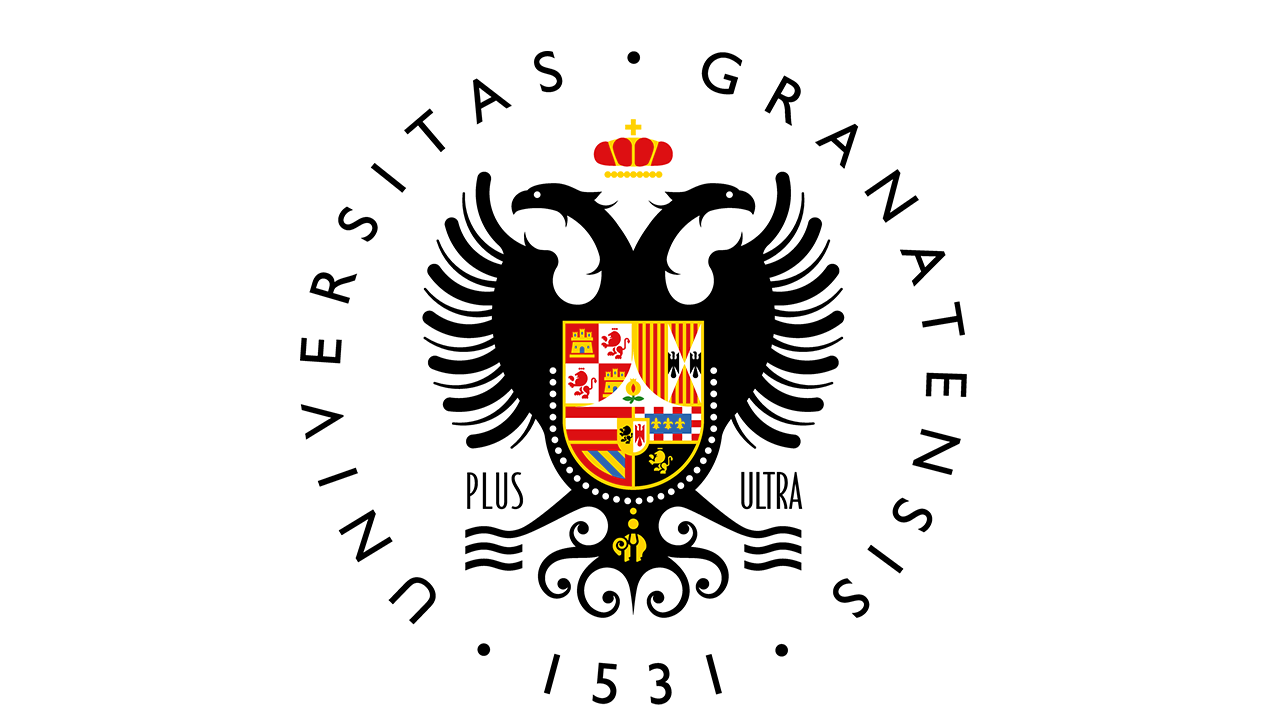 UNIVERSITAS • GRANATENSIS
PLUS ULTRA
• 1531 •